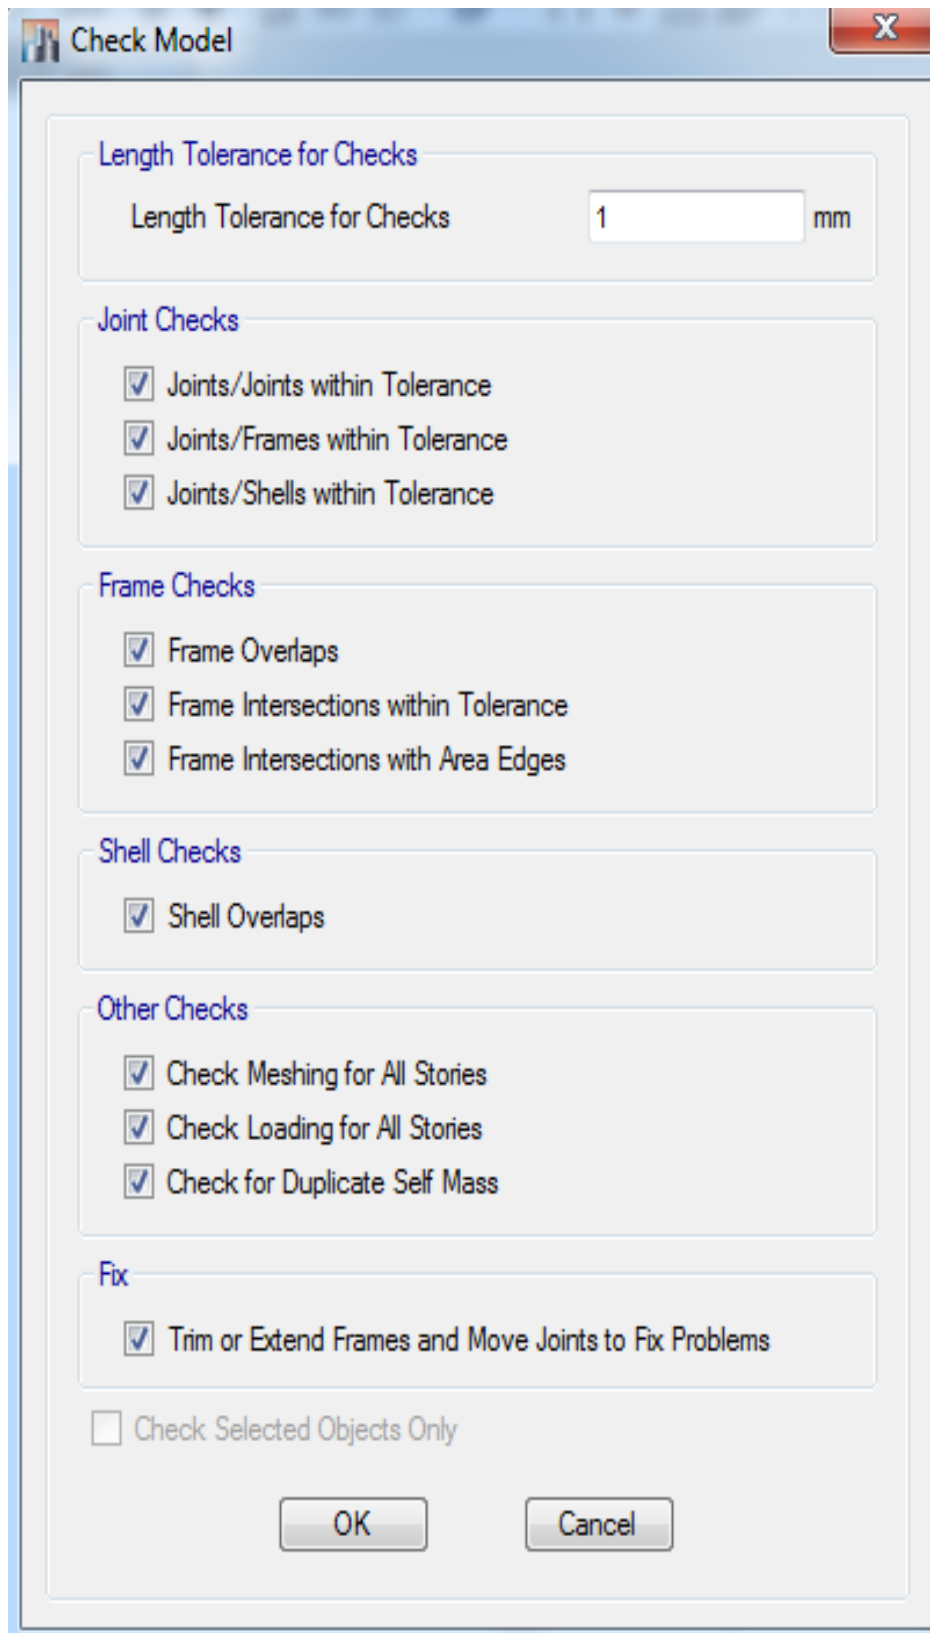 Check Model
X
Length Tolerance for Checks
Length Tolerance for Checks 1 mm
Joint Checks
Joints/Joints within Tolerance
Joints/Frames within Tolerance
Joints/Shells within Tolerance
Frame Checks
Frame Overlaps
Frame Intersections within Tolerance
Frame Intersections with Area Edges
Shell Checks
Shell Overlaps
Other Checks
Check Meshing for All Stories
Check Loading for All Stories
Check for Duplicate Self Mass
Fix
Trim or Extend Frames and Move Joints to Fix Problems
Check Selected Objects Only
OK Cancel